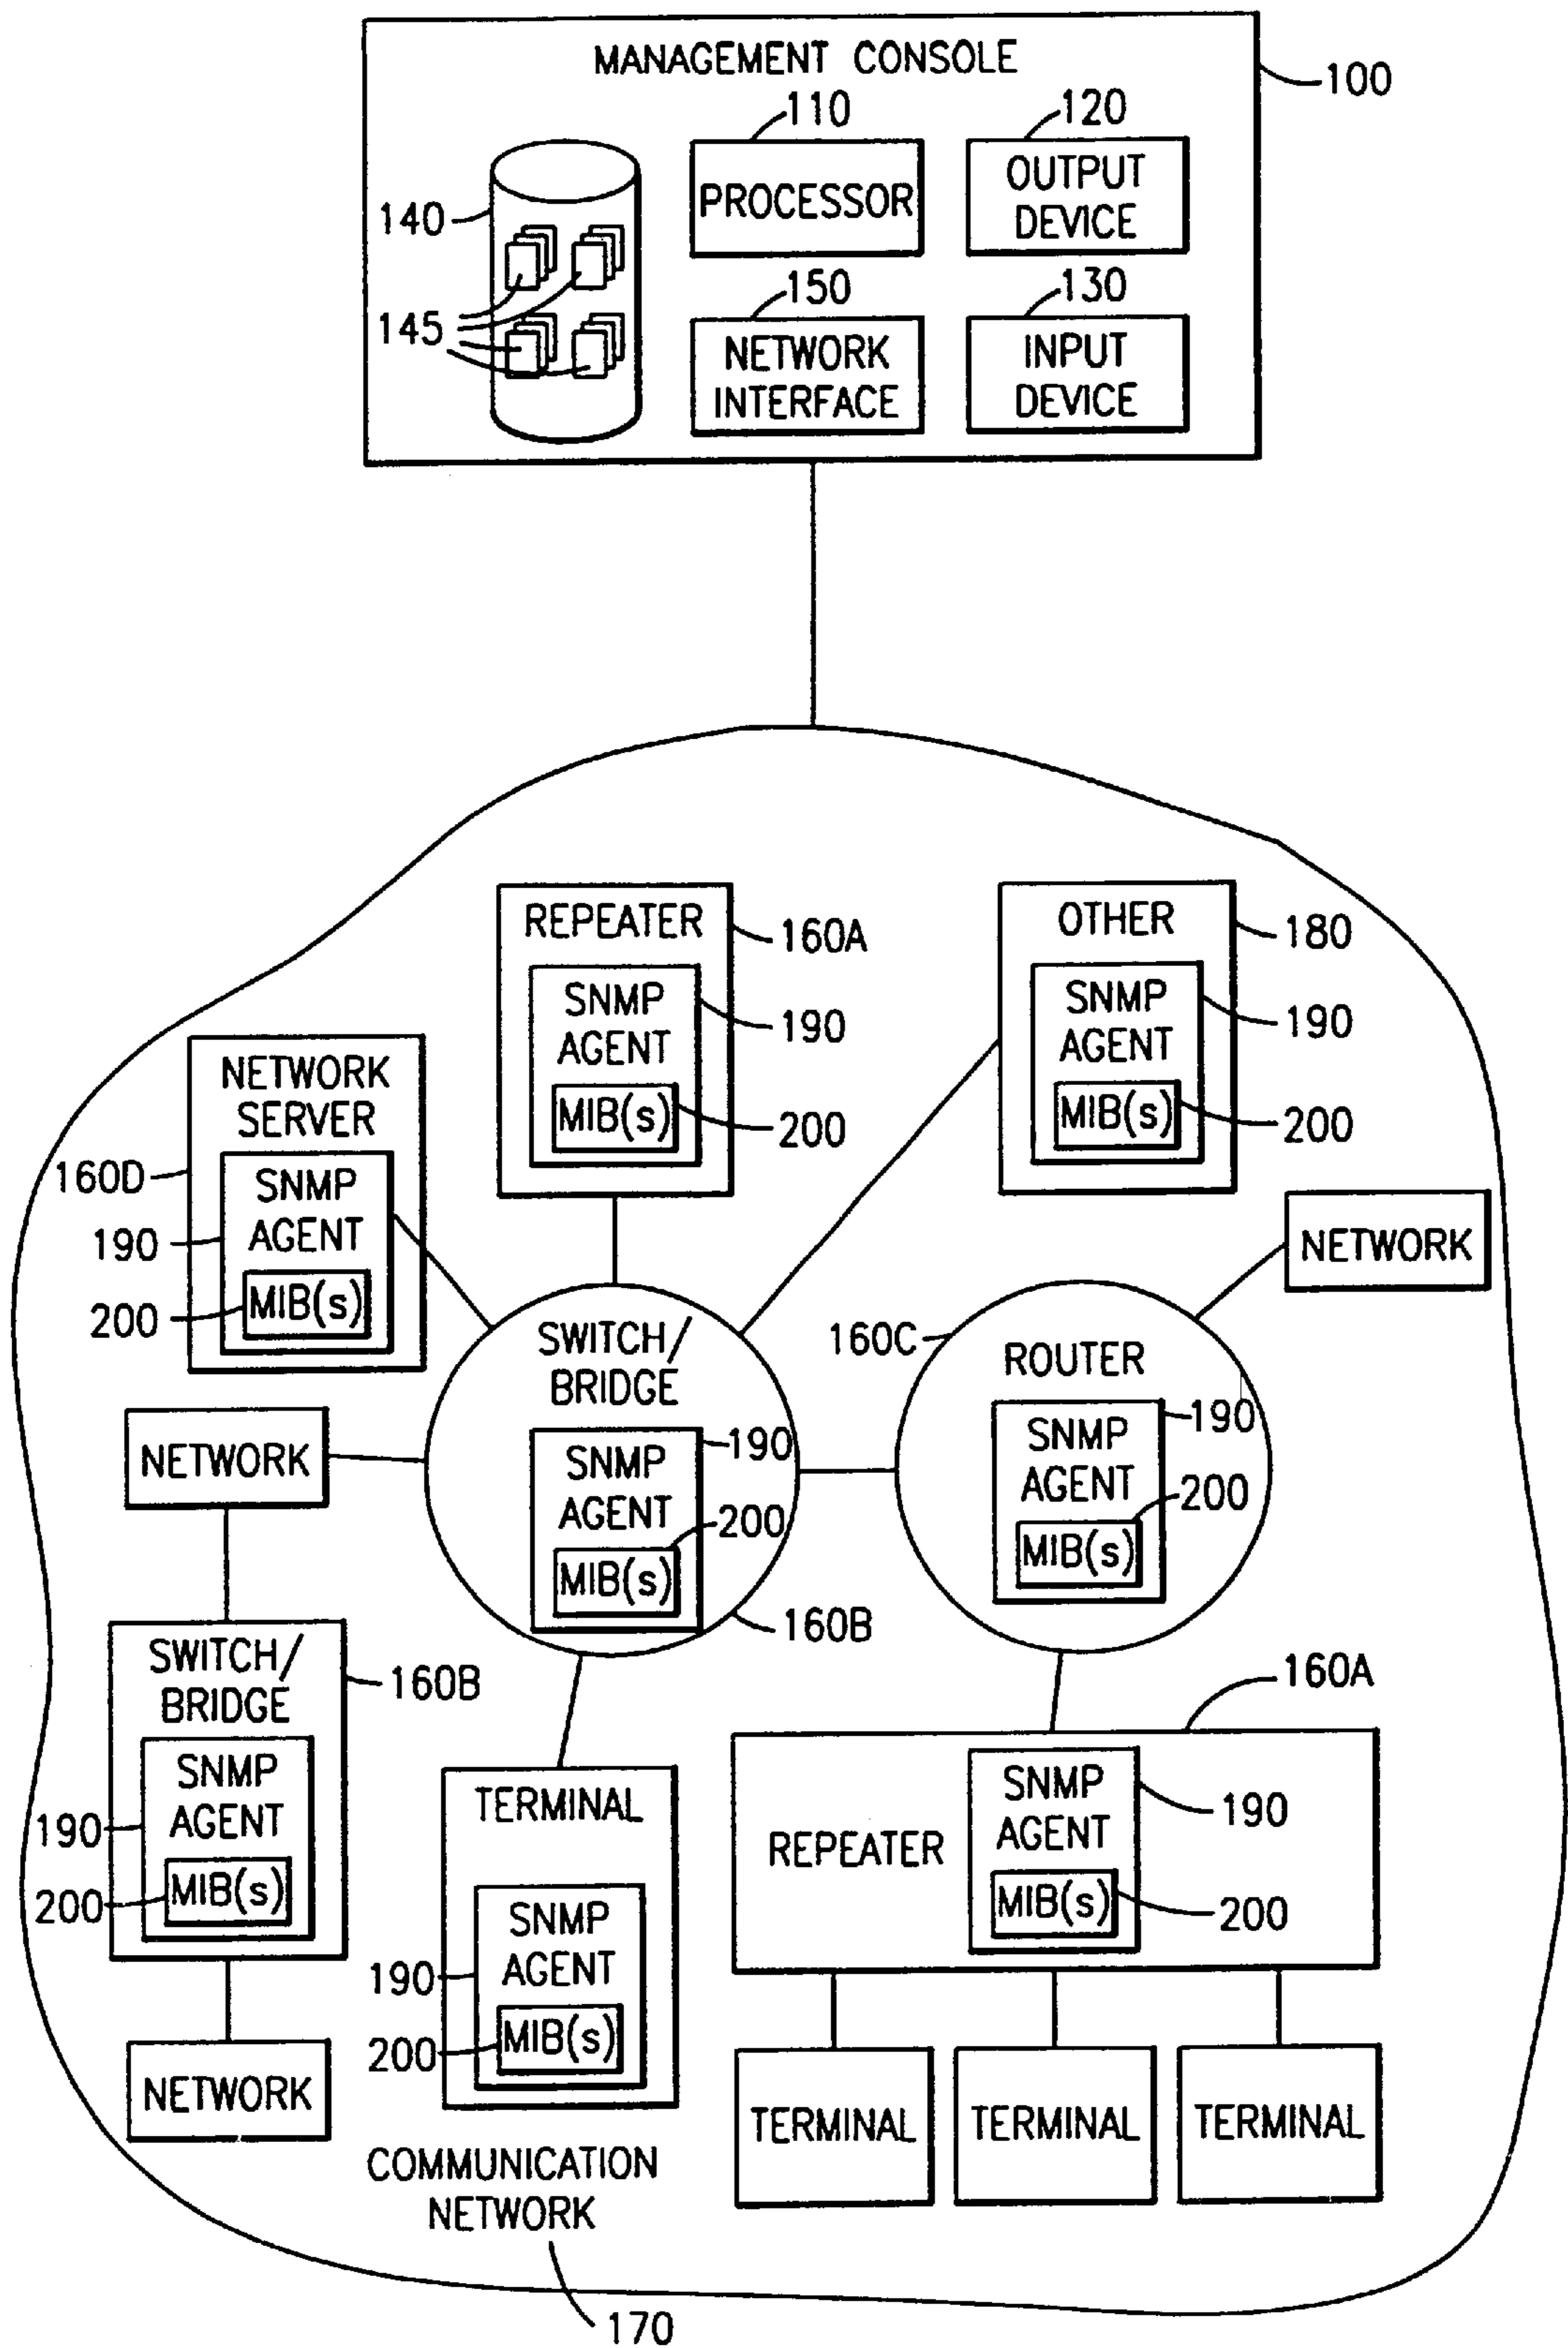 MANAGEMENT CONSOLE
100
110
120
PROCESSOR
OUTPUT
DEVICE
140
150
130
145
NETWORK
INTERFACE
INPUT
DEVICE
REPEATER
160A
SNMP
AGENT
190
MIB(s)
200
OTHER
180
SNMP
AGENT
190
MIB(s)
200
NETWORK
SERVER
160D
SNMP
AGENT
190
MIB(s)
200
NETWORK
SWITCH/
BRIDGE
190
SNMP
AGENT
200
MIB(s)
160B
160C
ROUTER
190
SNMP
AGENT
200
MIB(s)
NETWORK
SWITCH/
BRIDGE
160B
SNMP
AGENT
190
MIB(s)
200
NETWORK
TERMINAL
SNMP
AGENT
190
MIB(s)
200
160A
REPEATER
SNMP
AGENT
190
MIB(s)
200
TERMINAL
TERMINAL
TERMINAL
COMMUNICATION
NETWORK
170